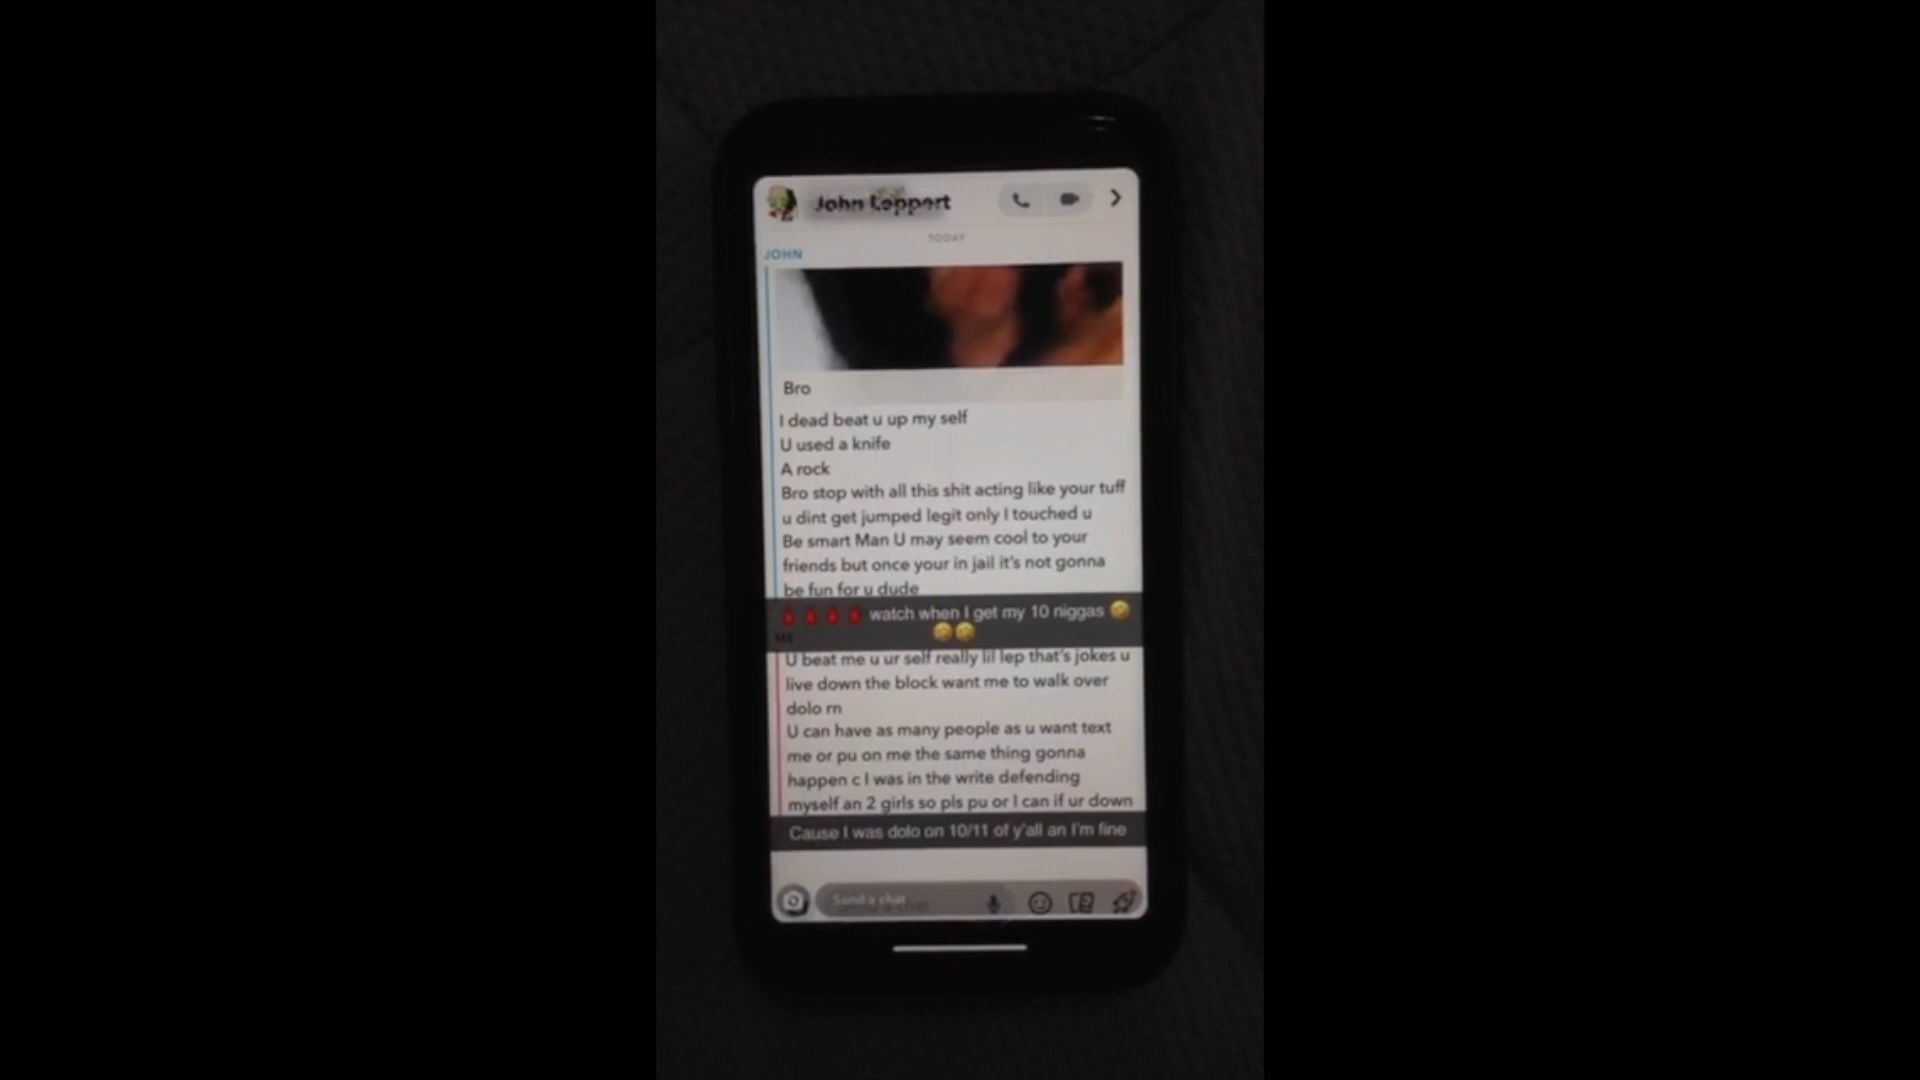 John Leppert
TODAY
JOHN
Bro
I dead beat u up my self
U used a knife
A rock
Bro stop with all this shit acting like your tuff
u dint get jumped legit only I touched u
Be smart Man U may seem cool to your
friends but once your in jail it's not gonna
be fun for u dude
🩸🩸🩸🩸 watch when I get my 10 niggas 🤣
🤣🤣
ME
U beat me u ur self really lil lep that's jokes u
live down the block want me to walk over
dolo rn
U can have as many people as u want text
me or pu on me the same thing gonna
happen c I was in the write defending
myself an 2 girls so pls pu or I can if ur down
Cause I was dolo on 10/11 of y'all an I'm fine
Send a chat